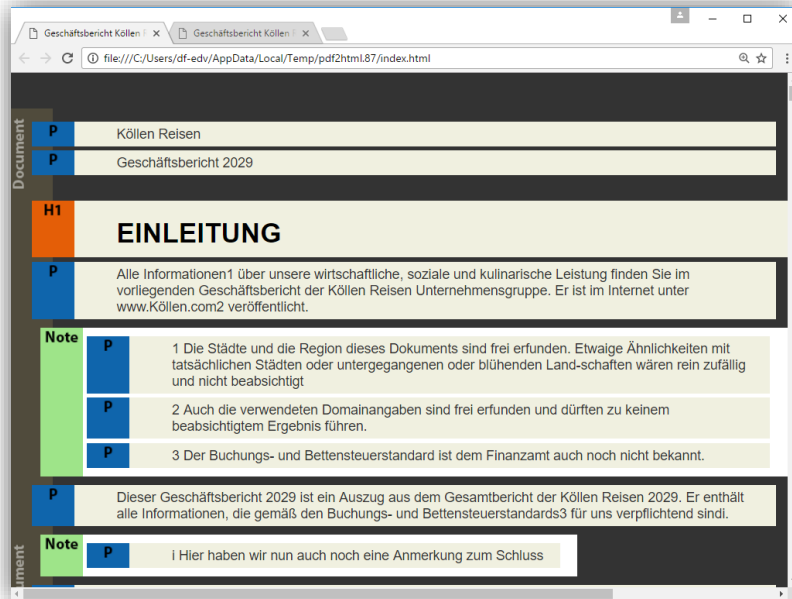 Geschäftsbericht Köllen
Geschäftsbericht Köllen
file:///C:/Users/df-edv/AppData/Local/Temp/pdf2html.87/index.html
Document
P
Köllen Reisen
P
Geschäftsbericht 2029
H1
EINLEITUNG
P
Alle Informationen1 über unsere wirtschaftliche, soziale und kulinarische Leistung finden Sie im
vorliegenden Geschäftsbericht der Köllen Reisen Unternehmensgruppe. Er ist im Internet unter
www.Köllen.com2 veröffentlicht.
Note
P
1 Die Städte und die Region dieses Dokuments sind frei erfunden. Etwaige Ähnlichkeiten mit
tatsächlichen Städten oder untergegangenen oder blühenden Land-schaften wären rein zufällig
und nicht beabsichtigt
P
2 Auch die verwendeten Domainangaben sind frei erfunden und dürften zu keinem
beabsichtigtem Ergebnis führen.
P
3 Der Buchungs- und Bettensteuerstandard ist dem Finanzamt auch noch nicht bekannt.
P
Dieser Geschäftsbericht 2029 ist ein Auszug aus dem Gesamtbericht der Köllen Reisen 2029. Er enthält
alle Informationen, die gemäß den Buchungs- und Bettensteuerstandards3 für uns verpflichtend sindi.
Note
P
i Hier haben wir nun auch noch eine Anmerkung zum Schluss
ument